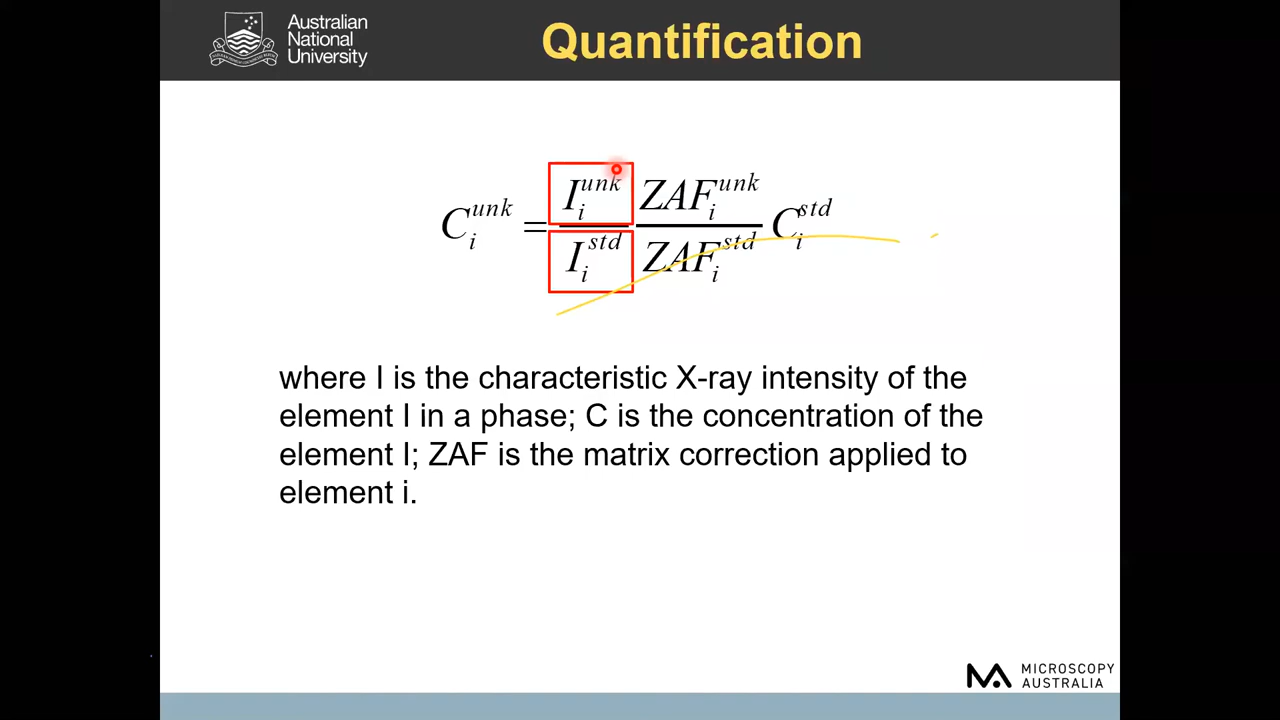 Australian
National
University
Quantification
C_i^{unk} = \frac{I_i^{unk}}{I_i^{std}} \frac{ZAF_i^{unk}}{ZAF_i^{std}} C_i^{std}
where I is the characteristic X-ray intensity of the
element I in a phase; C is the concentration of the
element I; ZAF is the matrix correction applied to
element i.
MICROSCOPY
AUSTRALIA